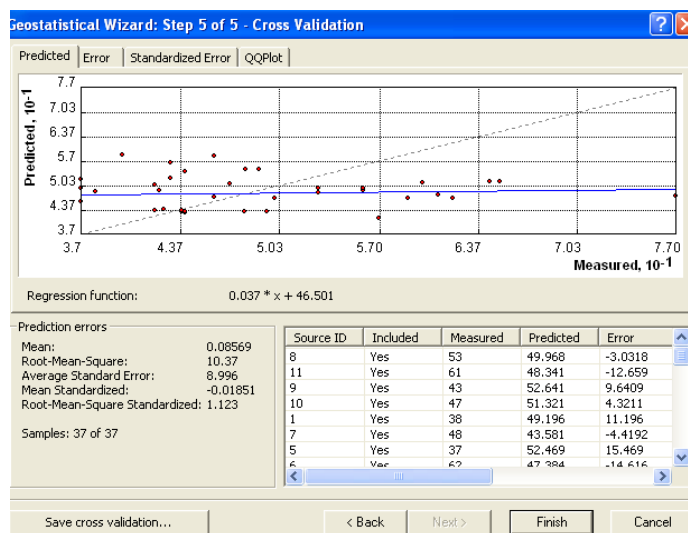 Geostatistical Wizard: Step 5 of 5 - Cross Validation
Predicted Error Standardized Error QQPlot
Predicted, 10-1
7.7
7.03
6.37
5.7
5.03
4.37
3.7
3.7 4.37 5.03 5.70 6.37 7.03 7.70
Measured, 10-1
Regression function: 0.037 * x + 46.501
Prediction errors
Mean: 0.08569
Root-Mean-Square: 10.37
Average Standard Error: 8.996
Mean Standardized: -0.01851
Root-Mean-Square Standardized: 1.123
Samples: 37 of 37
Source ID Included Measured Predicted Error
8 Yes 53 49.968 -3.0318
11 Yes 61 48.341 -12.659
9 Yes 43 52.641 9.6409
10 Yes 47 51.321 4.3211
1 Yes 38 49.196 11.196
7 Yes 48 43.581 -4.4192
5 Yes 37 52.469 15.469
6 Yes 62 47.384 -14.616
Save cross validation... < Back Next > Finish Cancel